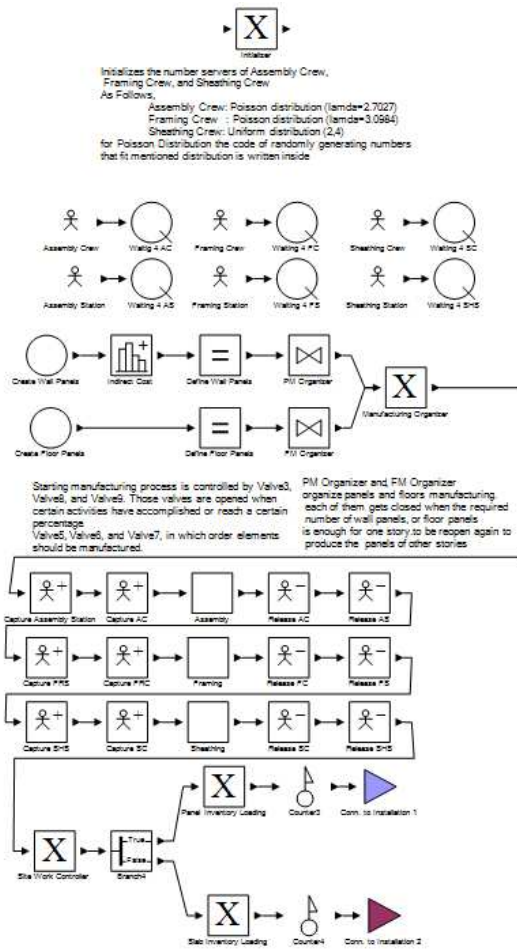 X
Initializer
Initializes the number servers of Assembly Crew,
Framing Crew, and Sheathing Crew
As Follows,
Assembly Crew: Poisson distribution (lamda=2.7027)
Framing Crew : Poisson distribution (lamda=3.0984)
Sheathing Crew: Uniform distribution (2,4)
for Poisson Distribution the code of randomly generating numbers
that fit mentioned distribution is written inside
Assembly Crew Waitig 4 AC Framing Crew Waiting 4 FC Sheathing Crew Waiting 4 SC
Assembly Station Waitig 4 AS Framing Station Waiting 4 FS Sheathing Station Waiting 4 SHS
Create Wall Panels Indirect Cost Define Wall Panels PM Organizer
X
Manufacturing Organizer
Create Floor Panels Define Floor Panels FM Organizer
Starting manufacturing process is controlled by Valve3,
Valve8, and Valve9. Those valves are opened when
certain activities have accomplished or reach a certain
percentage
Valve5, Valve6, and Valve7, in which order elements
should be manufactured.
PM Organizer and, FM Organizer
organize panels and floors manufacturing,
each of them gets closed when the required
number of wall panels, or floor panels
is enough for one story.to be reopen again to
produce the panels of other stories
Capture Assembly Station Capture AC Assembly Release AC Release AS
Capture FRS Capture FRC Framing Release FC Release FS
Capture SHS Capture SC Sheathing Release SC Release SHS
X
Panel Inventory Loading Counter3 Conn. to Installation 1
X True
False
Site Work Controller Branch4
X
Slab Inventory Loading Counter4 Conn. to Installation 2